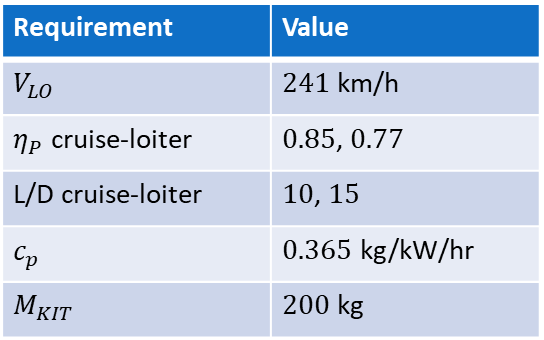 Requirement Value
V_LO 241 km/h
η_P cruise-loiter 0.85, 0.77
L/D cruise-loiter 10, 15
c_p 0.365 kg/kW/hr
M_KIT 200 kg